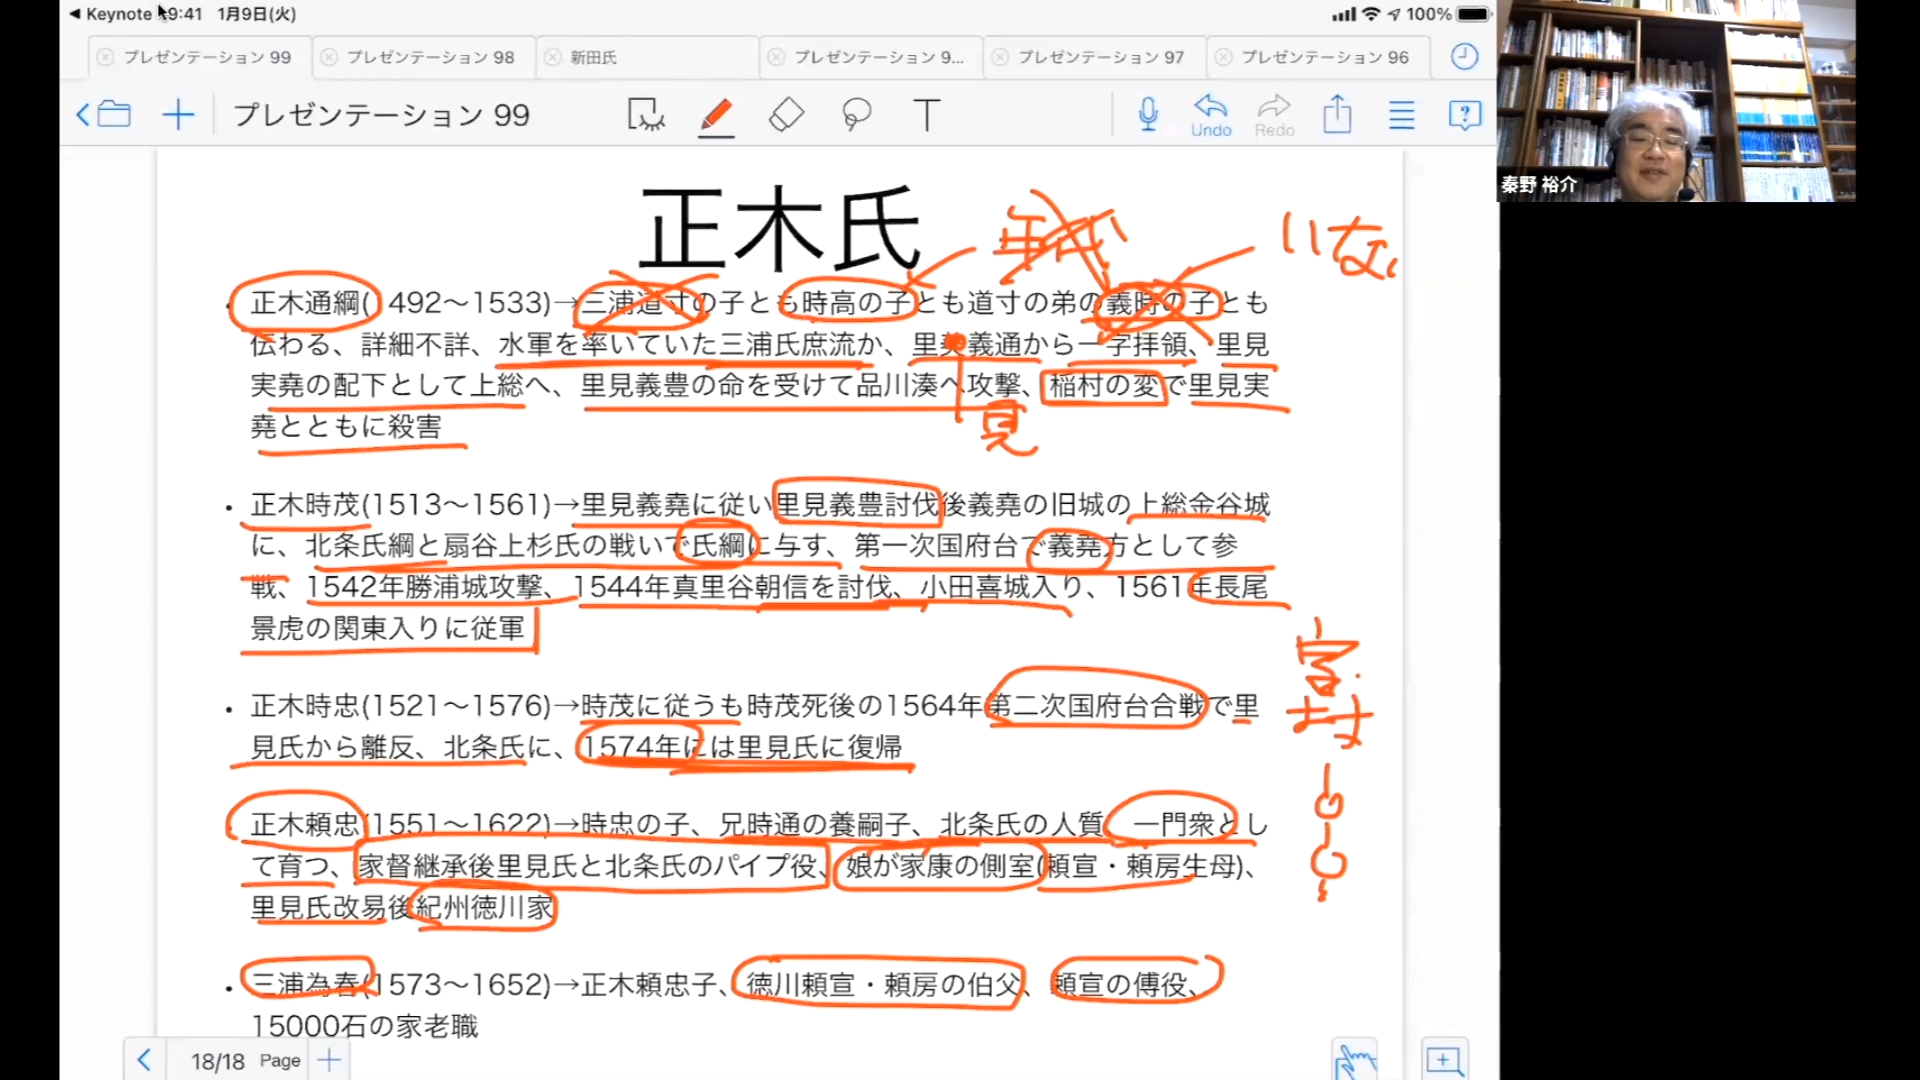 Keynote 9:41 1月9日(火)
100%
プレゼンテーション 99
プレゼンテーション 98
新田氏
プレゼンテーション 9...
プレゼンテーション 97
プレゼンテーション 96
プレゼンテーション 99
T
Undo
Redo
秦野 裕介
正木氏
年代
いない
・正木通綱( 492〜1533)→三浦道寸の子とも時高の子とも道寸の弟の義時の子とも
伝わる、詳細不詳、水軍を率いていた三浦氏庶流か、里美義通から一字拝領、里見
実堯の配下として上総へ、里見義豊の命を受けて品川湊へ攻撃、稲村の変で里見実
堯とともに殺害
見
・正木時茂(1513〜1561)→里見義堯に従い里見義豊討伐後義堯の旧城の上総金谷城
に、北条氏綱と扇谷上杉氏の戦いで氏綱に与す、第一次国府台で義堯方として参
戦、1542年勝浦城攻撃、1544年真里谷朝信を討伐、小田喜城入り、1561年長尾
景虎の関東入りに従軍
・正木時忠(1521〜1576)→時茂に従うも時茂死後の1564年第二次国府台合戦で里
見氏から離反、北条氏に、1574年には里見氏に復帰
・正木頼忠(1551〜1622)→時忠の子、兄時通の養嗣子、北条氏の人質、一門衆とし
て育つ、家督継承後里見氏と北条氏のパイプ役、娘が家康の側室(頼宣・頼房生母)、
里見氏改易後紀州徳川家
・三浦為春(1573〜1652)→正木頼忠子、徳川頼宣・頼房の伯父、頼宣の傅役、
15000石の家老職
18/18 Page